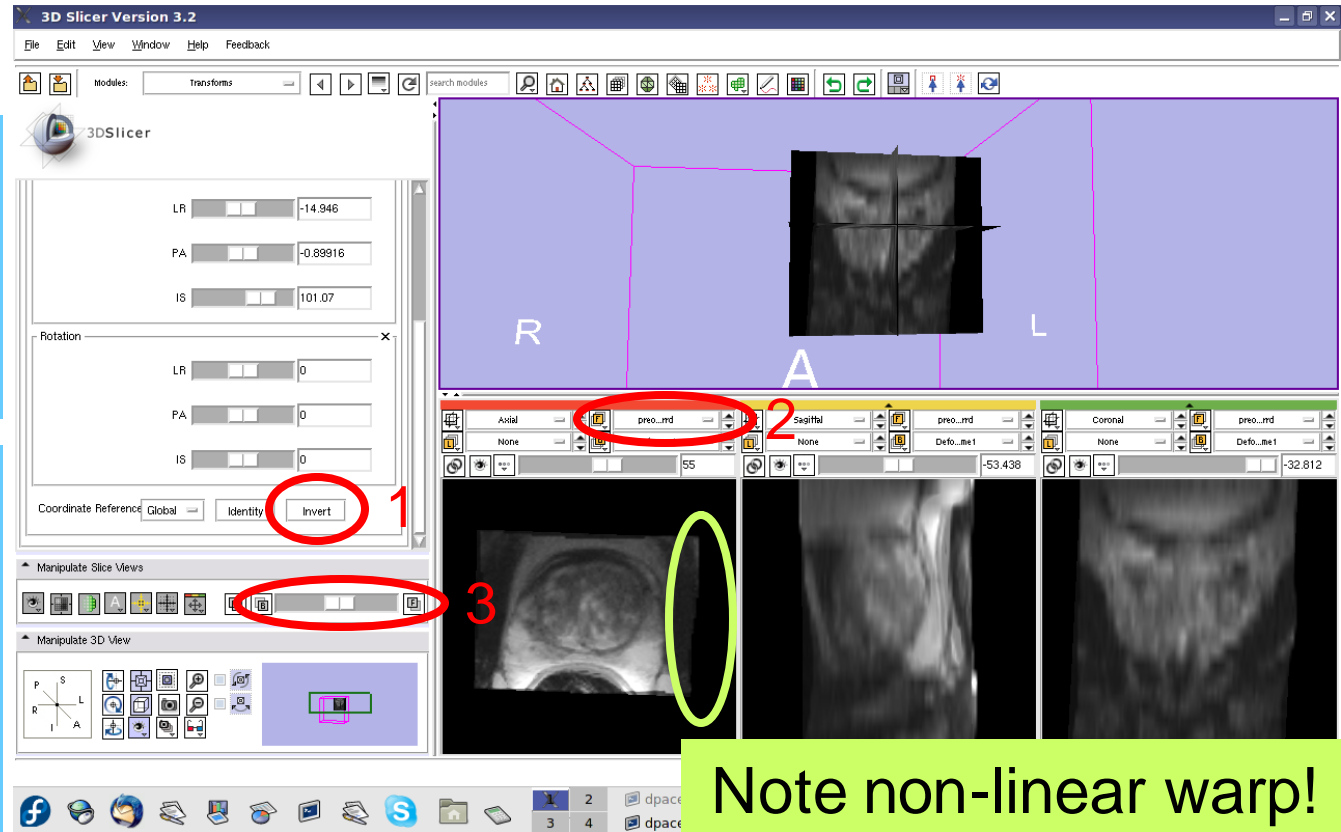 3D Slicer Version 3.2
File Edit View Window Help Feedback
Modules: Transforms search modules
3DSlicer
LR -14.946
PA -0.89916
IS 101.07
Rotation
LR 0
PA 0
IS 0
Coordinate Reference Global Identity Invert
1
Manipulate Slice Views
B F
3
Manipulate 3D View
P S
R L
I A
R L
A
2
Axial F preo...rrd
L None B
55
Sagittal F preo...rrd
None B Defo...me1
-53.438
Coronal F preo...rrd
L None B Defo...me1
-32.812
Note non-linear warp!
1 2 dpace
3 4 dpace